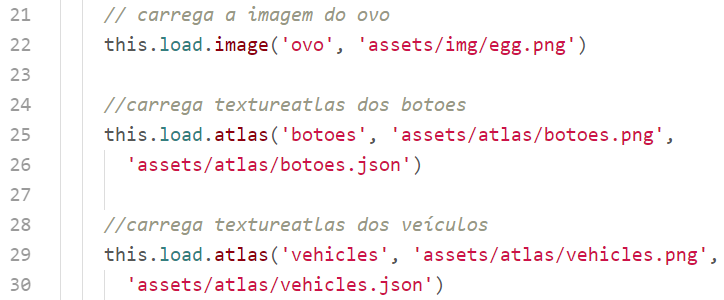 21 // carrega a imagem do ovo
22 this.load.image('ovo', 'assets/img/egg.png')
23
24 //carrega textureatlas dos botoes
25 this.load.atlas('botoes', 'assets/atlas/botoes.png',
26 'assets/atlas/botoes.json')
27
28 //carrega textureatlas dos veículos
29 this.load.atlas('vehicles', 'assets/atlas/vehicles.png',
30 'assets/atlas/vehicles.json')